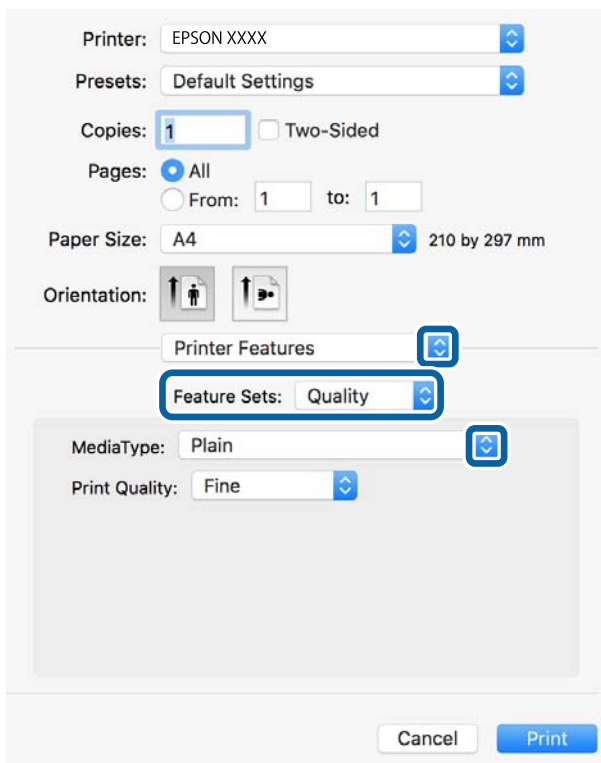 Printer: EPSON XXXX
Presets: Default Settings
Copies: 1 Two-Sided
Pages: All
From: 1 to: 1
Paper Size: A4 210 by 297 mm
Orientation:
Printer Features
Feature Sets: Quality
MediaType: Plain
Print Quality: Fine
Cancel Print